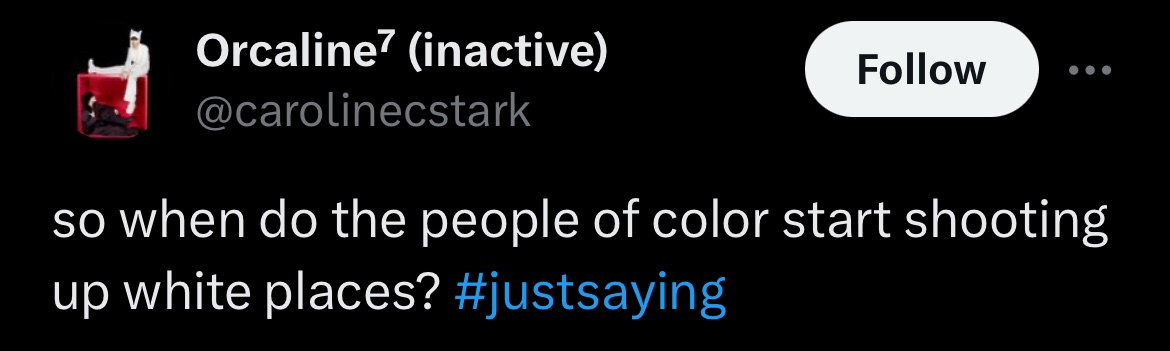 Orcaline⁷ (inactive)
@carolinecstark
Follow
so when do the people of color start shooting
up white places? #justsaying